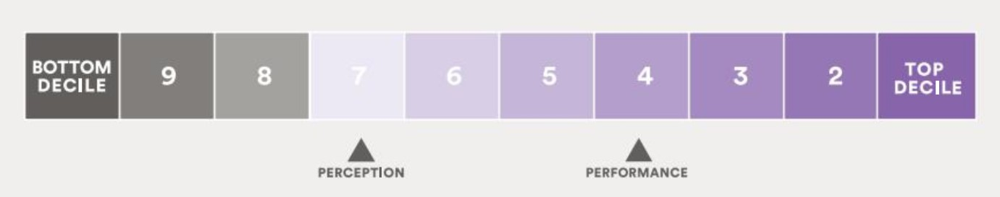 BOTTOM
DECILE
9
8
7
6
5
4
3
2
TOP
DECILE
PERCEPTION
PERFORMANCE